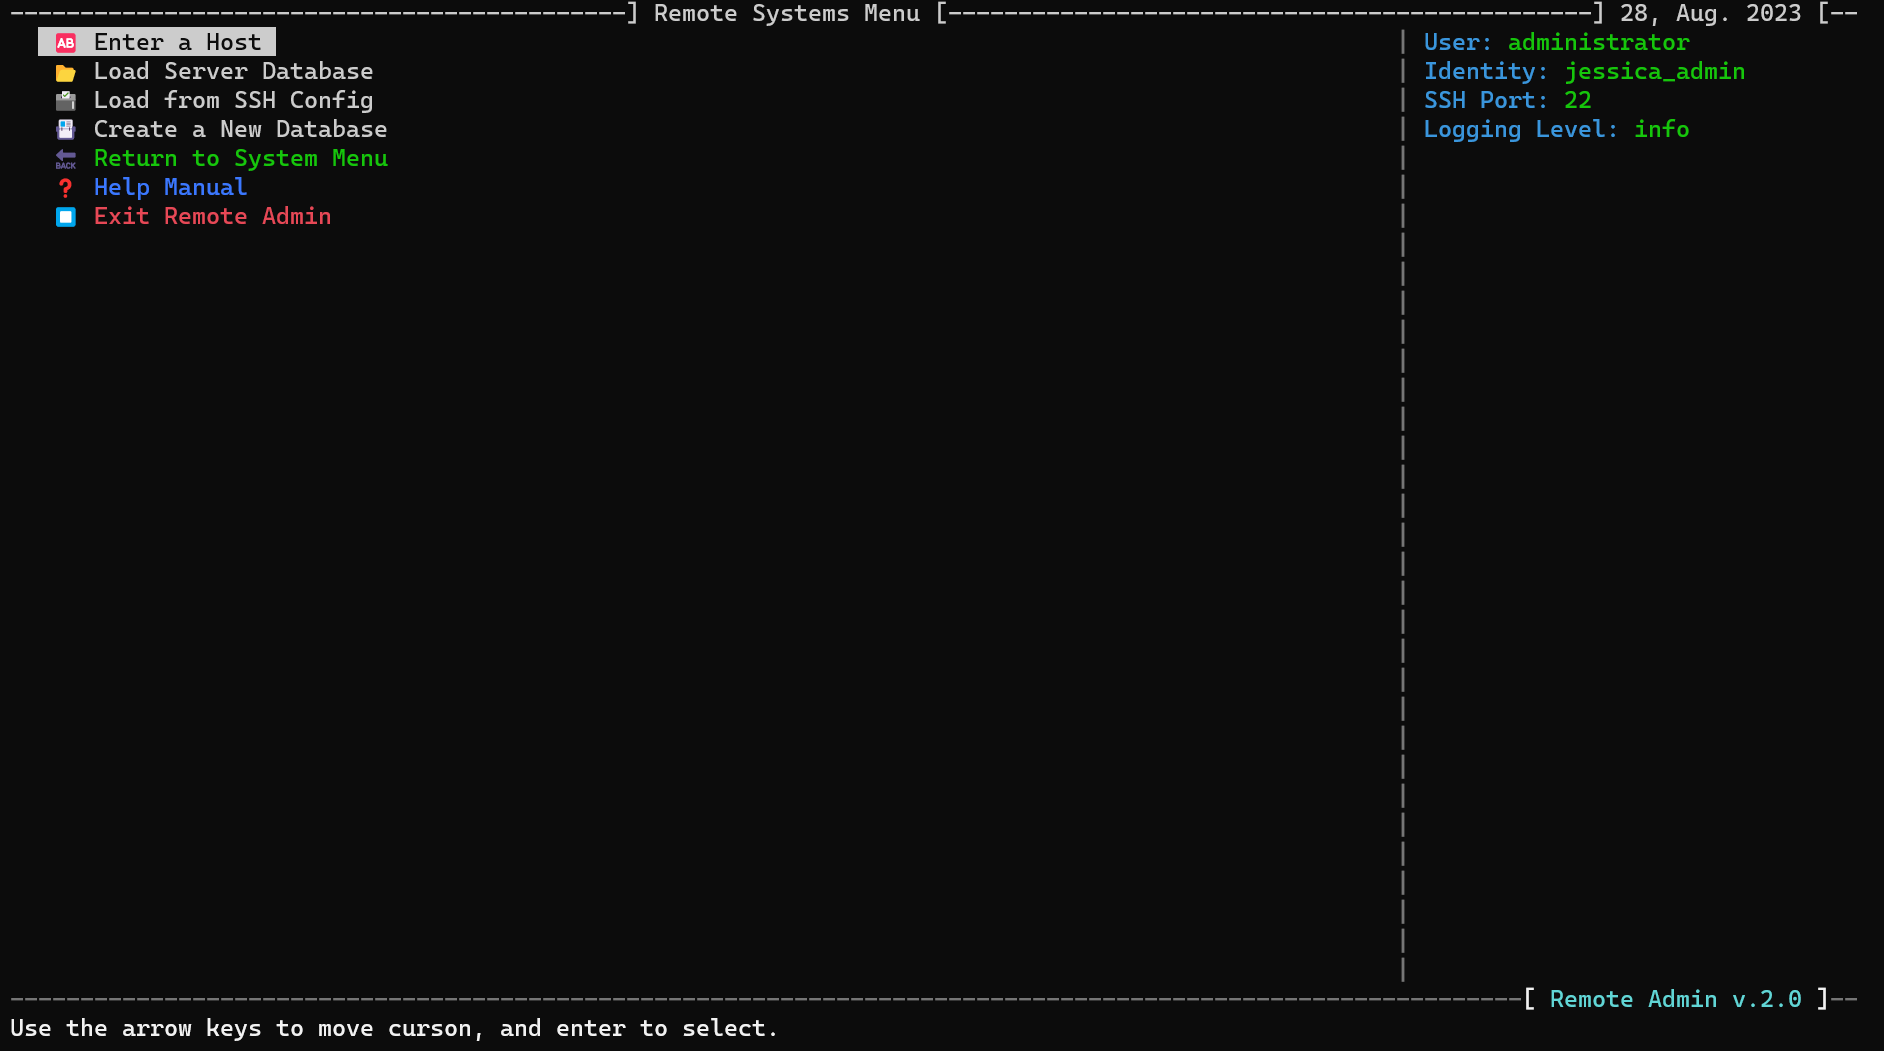 ] Remote Systems Menu [ ] 28, Aug. 2023 [
AB Enter a Host
Load Server Database
Load from SSH Config
Create a New Database
BACK Return to System Menu
❓ Help Manual
Exit Remote Admin
User: administrator
Identity: jessica_admin
SSH Port: 22
Logging Level: info
[ Remote Admin v.2.0 ]
Use the arrow keys to move curson, and enter to select.